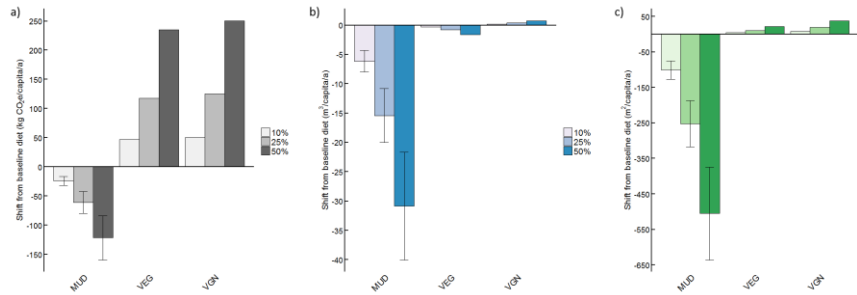 a)
Shift from baseline diet (kg CO₂e/capita/a)
250
200
150
100
50
0
-50
-100
-150
MUD
VEG
VGN
10%
25%
50%
b)
Shift from baseline diet (m³/capita/a)
0
-5
-10
-15
-20
-25
-30
-35
-40
MUD
VEG
VGN
10%
25%
50%
c)
Shift from baseline diet (m²/capita/a)
50
-50
-150
-250
-350
-450
-550
-650
MUD
VEG
VGN
10%
25%
50%